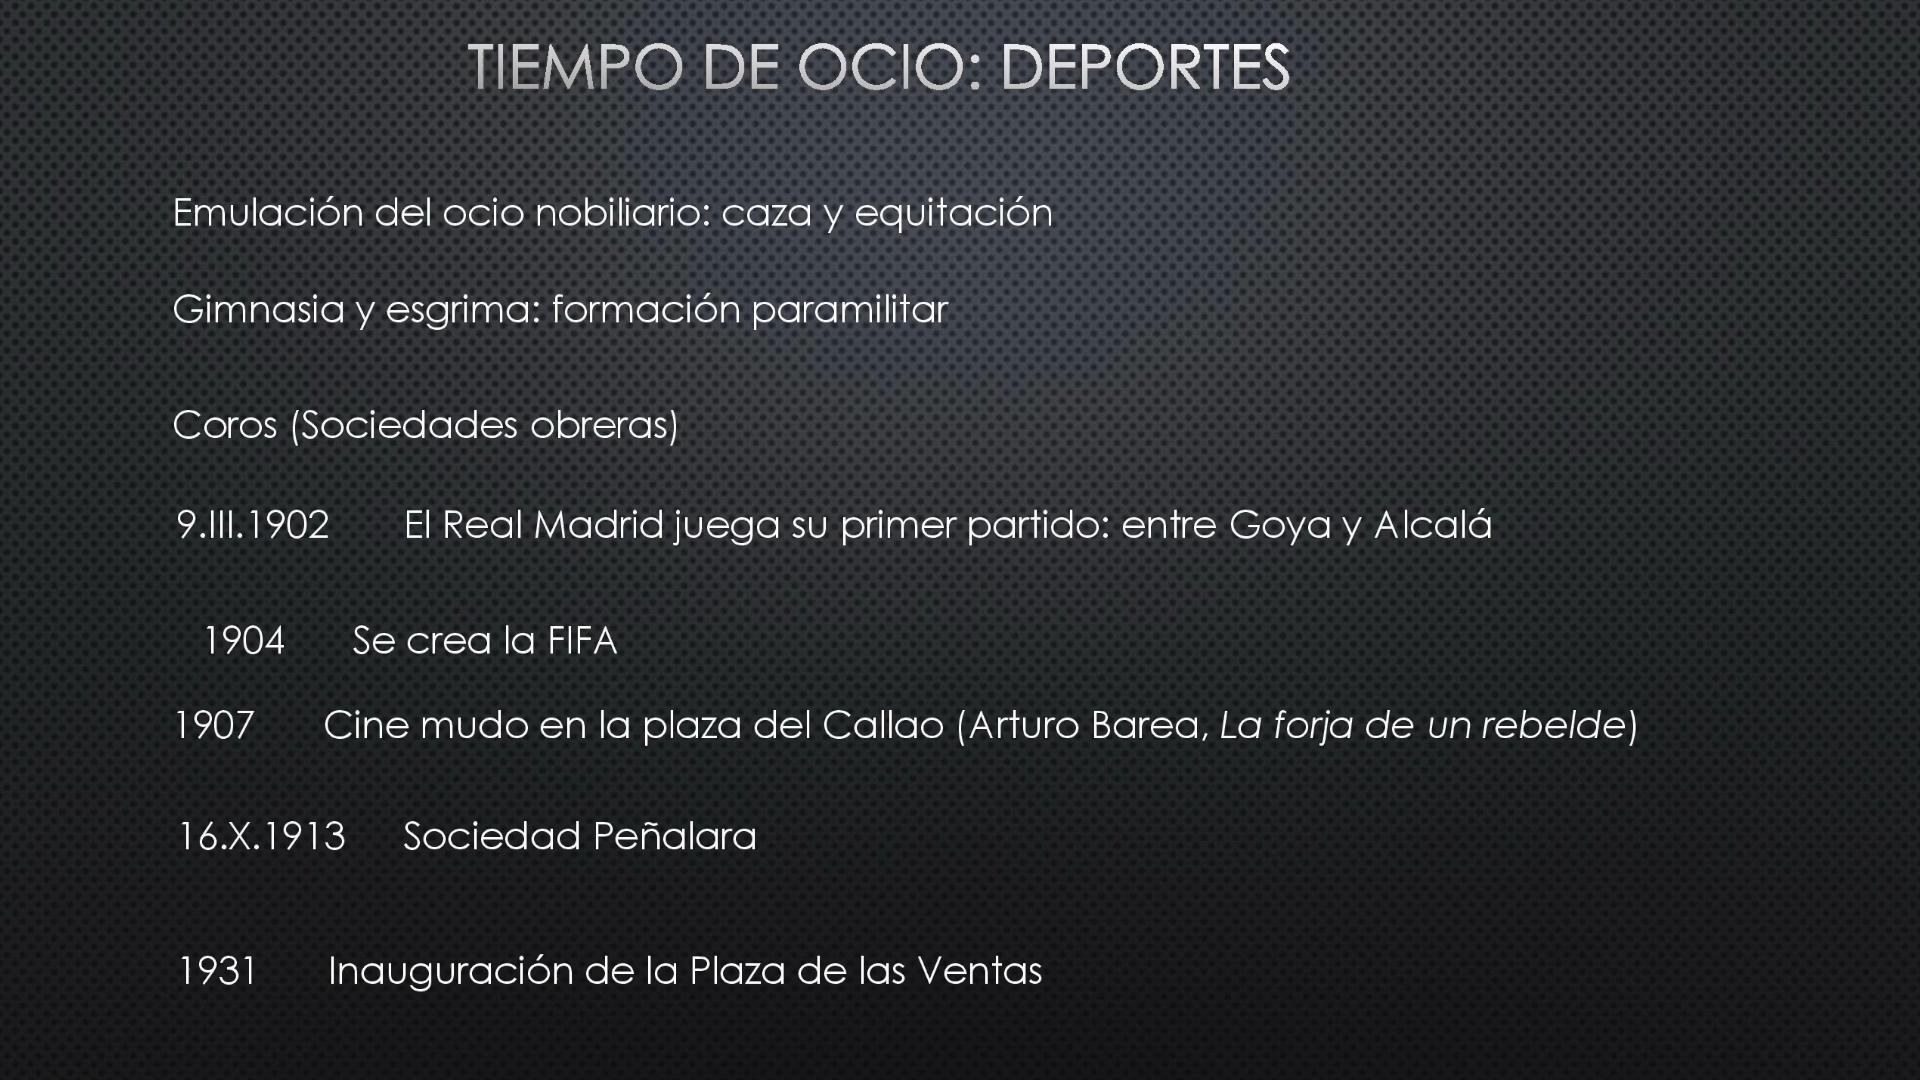 TIEMPO DE OCIO: DEPORTES
Emulación del ocio nobiliario: caza y equitación
Gimnasia y esgrima: formación paramilitar
Coros (Sociedades obreras)
9.III.1902 El Real Madrid juega su primer partido: entre Goya y Alcalá
1904 Se crea la FIFA
1907 Cine mudo en la plaza del Callao (Arturo Barea, La forja de un rebelde)
16.X.1913 Sociedad Peñalara
1931 Inauguración de la Plaza de las Ventas